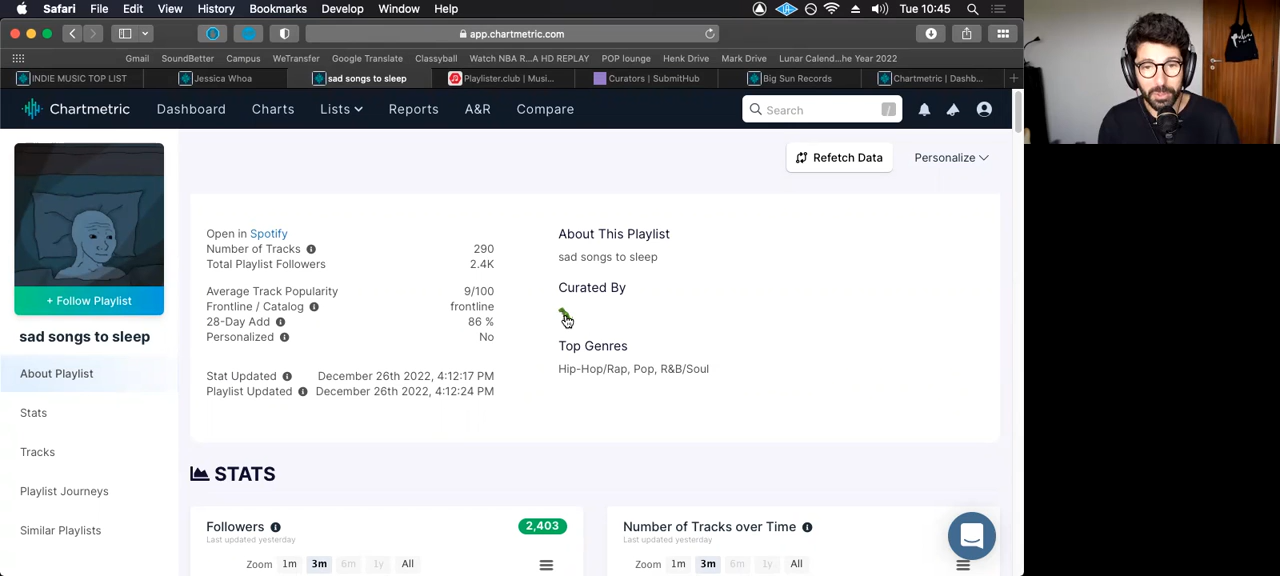 Safari File Edit View History Bookmarks Develop Window Help Tue 10:45
app.chartmetric.com
Gmail SoundBetter Campus WeTransfer Google Translate Classyball Watch NBA R...A HD REPLAY POP lounge Henk Drive Mark Drive Lunar Calend...he Year 2022
INDIE MUSIC TOP LIST Jessica Whoa sad songs to sleep Playlister.club | Musi... Curators | SubmitHub Big Sun Records Chartmetric | Dashb...
Chartmetric Dashboard Charts Lists Reports A&R Compare Search /
Refetch Data Personalize
+ Follow Playlist
sad songs to sleep
About Playlist
Stats
Tracks
Playlist Journeys
Similar Playlists
Open in Spotify
Number of Tracks 290
Total Playlist Followers 2.4K
Average Track Popularity 9/100
Frontline / Catalog frontline
28-Day Add 86 %
Personalized No
Stat Updated December 26th 2022, 4:12:17 PM
Playlist Updated December 26th 2022, 4:12:24 PM
About This Playlist
sad songs to sleep
Curated By
Top Genres
Hip-Hop/Rap, Pop, R&B/Soul
STATS
Followers 2,403
Last updated yesterday
Zoom 1m 3m 6m 1y All
Number of Tracks over Time
Last updated yesterday
Zoom 1m 3m 6m 1y All